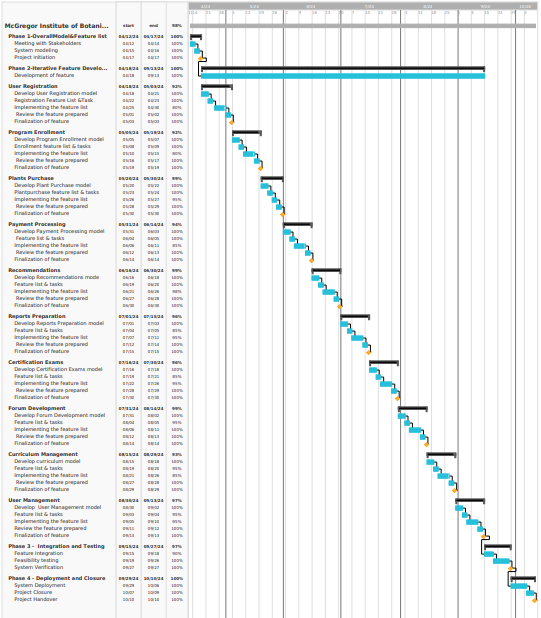 McGregor Institute of Botani... start end 98%
Phase 1-OverallModel&Feature list 04/12/24 04/17/24 100%
Meeting with Stakeholders 04/12 04/14 100%
System modeling 04/15 04/16 100%
Project Initiation 04/17 04/17 100%
Phase 2-Iterative Feature Develo... 04/18/24 09/13/24 100%
Development of feature 04/18 09/13 100%
User Registration 04/18/24 05/03/24 92%
Develop User Registration model 04/18 04/21 100%
Registration Feature List &Task 04/22 04/23 100%
Implementing the feature list 04/25 04/30 80%
Review the feature prepared 05/01 05/02 100%
Finalization of feature 05/03 05/03 100%
Program Enrollment 05/05/24 05/19/24 92%
Develop Program Enrollment model 05/05 05/07 100%
Enrollment feature list & tasks 05/08 05/09 100%
Implementing the feature list 05/10 05/15 80%
Review the feature prepared 05/16 05/17 100%
Finalization of feature 05/19 05/19 100%
Plants Purchase 05/20/24 05/30/24 99%
Develop Plant Purchase model 05/20 05/22 100%
Plantpurchase feature list & tasks 05/23 05/24 100%
Implementing the feature list 05/26 05/27 95%
Review the feature prepared 05/28 05/29 100%
Finalization of feature 05/30 05/30 100%
Payment Processing 05/31/24 06/14/24 94%
Develop Payment Processing model 05/31 06/03 100%
Feature list & tasks 06/04 06/05 100%
Implementing the feature list 06/06 06/11 85%
Review the feature prepared 06/12 06/13 100%
Finalization of feature 06/14 06/14 100%
Recommendations 06/16/24 06/30/24 99%
Develop Recommendations mode 06/16 06/18 100%
Feature list & tasks 06/19 06/20 100%
Implementing the feature list 06/21 06/26 98%
Review the feature prepared 06/27 06/28 100%
Finalization of feature 06/30 06/30 100%
Reports Preparation 07/01/24 07/15/24 96%
Develop Reports Preparation model 07/01 07/03 100%
Feature list & tasks 07/04 07/05 85%
Implementing the feature list 07/07 07/11 95%
Review the feature prepared 07/12 07/14 100%
Finalization of feature 07/15 07/15 100%
Certification Exams 07/16/24 07/30/24 96%
Develop Certification Exams model 07/16 07/18 100%
Feature list & tasks 07/19 07/21 85%
Implementing the feature list 07/22 07/26 95%
Review the feature prepared 07/28 07/29 100%
Finalization of feature 07/30 07/30 100%
Forum Development 07/31/24 08/14/24 99%
Develop Forum Development model 07/31 08/02 100%
Feature list & tasks 08/04 08/05 95%
Implementing the feature list 08/06 08/11 100%
Review the feature prepared 08/12 08/13 100%
Finalization of feature 08/14 08/14 100%
Curriculum Management 08/15/24 08/29/24 93%
Develop curriculum model 08/15 08/18 100%
Feature list & tasks 08/19 08/20 95%
Implementing the feature list 08/21 08/26 85%
Review the feature prepared 08/27 08/28 100%
Finalization of feature 08/29 08/29 100%
User Management 08/30/24 09/13/24 97%
Develop User Management model 08/30 09/02 100%
Feature list & tasks 09/03 09/04 95%
Implementing the feature list 09/05 09/10 95%
Review the feature prepared 09/11 09/12 100%
Finalization of feature 09/13 09/13 100%
Phase 3 - Integration and Testing 09/15/24 09/27/24 97%
Feature Integration 09/15 09/18 90%
Feasibility testing 09/19 09/26 100%
System Verification 09/27 09/27 100%
Phase 4 - Deployment and Closure 09/29/24 10/10/24 100%
System Deployment 09/29 10/06 100%
Project Closure 10/07 10/09 100%
Project Handover 10/10 10/10 100%